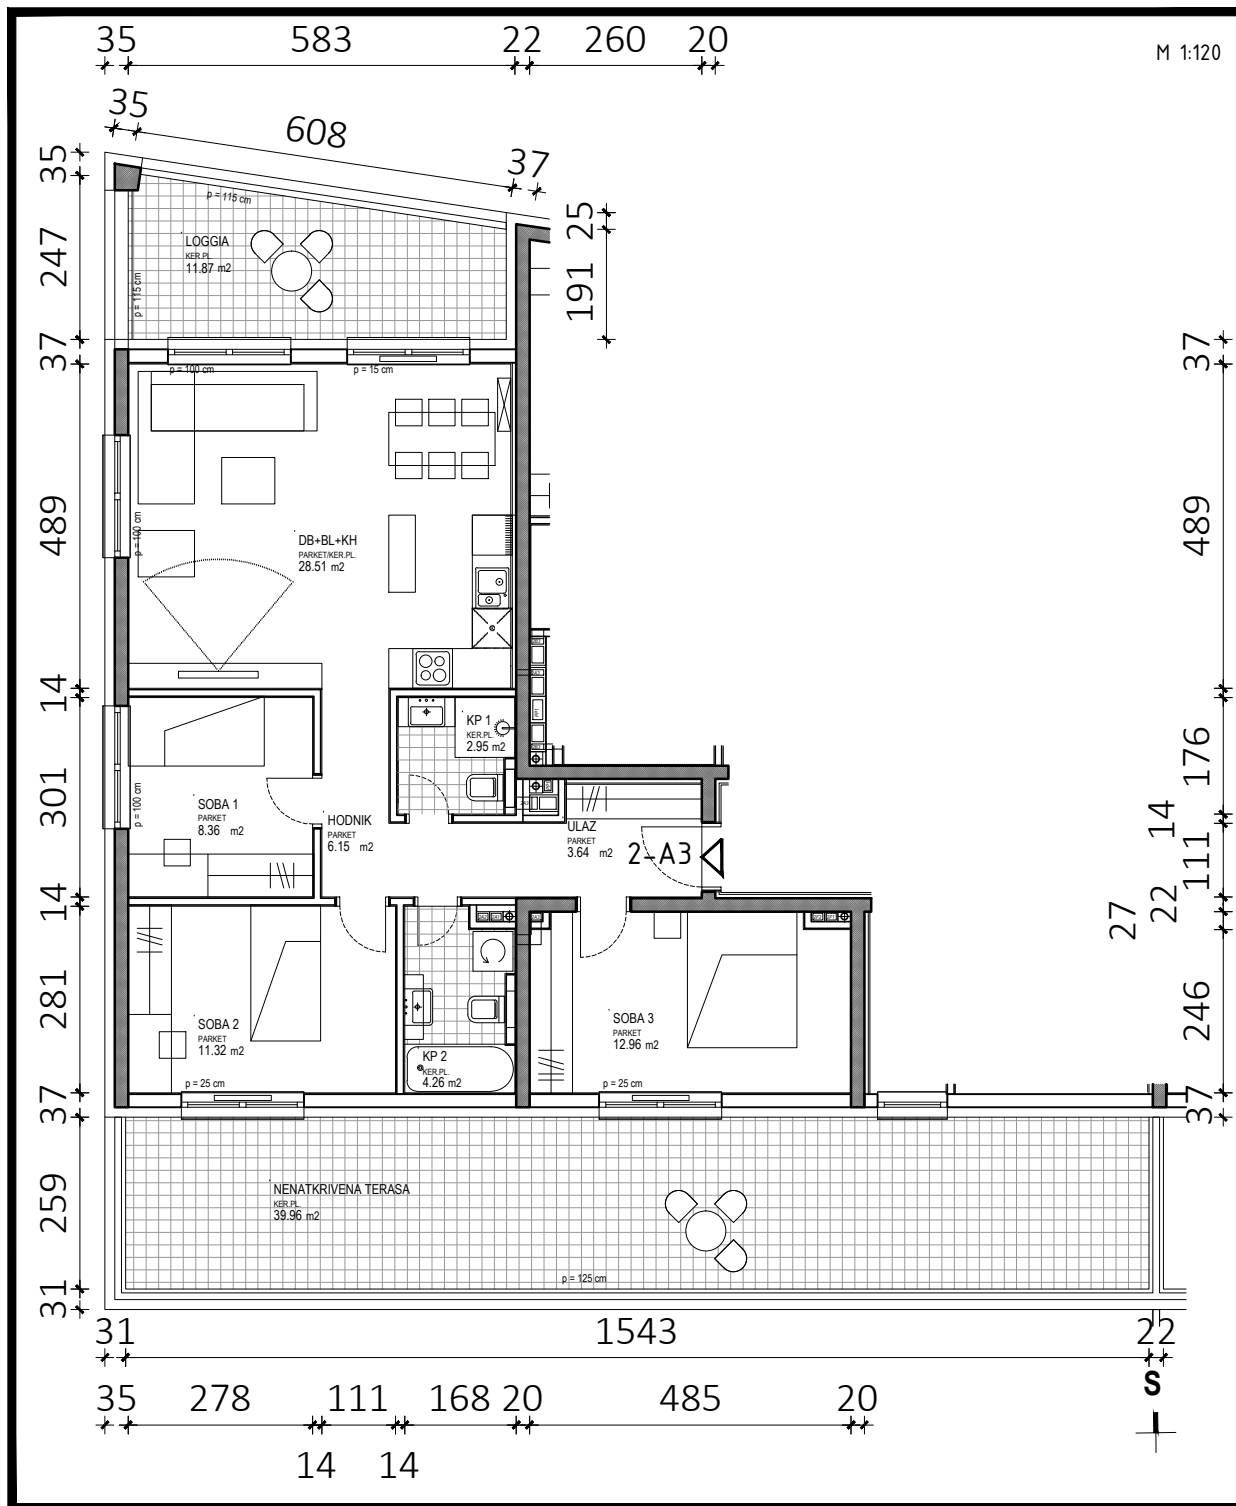 35 583 22 260 20
M 1:120
35 608 37
35
247
37
489
14
301
14
281
37
259
31
25
191
37
489
176
14
111
22
27
246
37
p = 115 cm
LOGGIA
KER.PL.
11.87 m2
p = 115 cm
p = 100 cm
p = 15 cm
p = 100 cm
DB+BL+KH
PARKET/KER.PL.
28.51 m2
KP 1
KER.PL.
2.95 m2
SOBA 1
PARKET
8.36 m2
p = 100 cm
HODNIK
PARKET
6.15 m2
ULAZ
PARKET
3.64 m2
2-A3
SOBA 2
PARKET
11.32 m2
p = 25 cm
KP 2
KER.PL.
4.26 m2
SOBA 3
PARKET
12.96 m2
p = 25 cm
NENATKRIVENA TERASA
KER.PL.
39.96 m2
p = 125 cm
31 1543 22
35 278 111 168 20 485 20
14 14
S